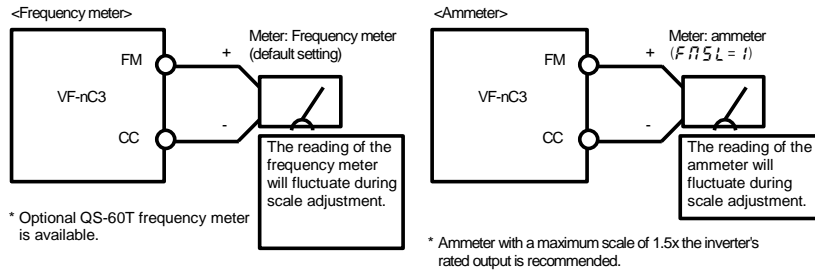 <Frequency meter>
FM
+
Meter: Frequency meter
(default setting)
VF-nC3
CC
-
The reading of the
frequency meter
will fluctuate during
scale adjustment.
* Optional QS-60T frequency meter
is available.
<Ammeter>
FM
+
Meter: ammeter
(FMSL = 1)
VF-nC3
CC
-
The reading of the
ammeter will
fluctuate during
scale adjustment.
* Ammeter with a maximum scale of 1.5x the inverter's
rated output is recommended.